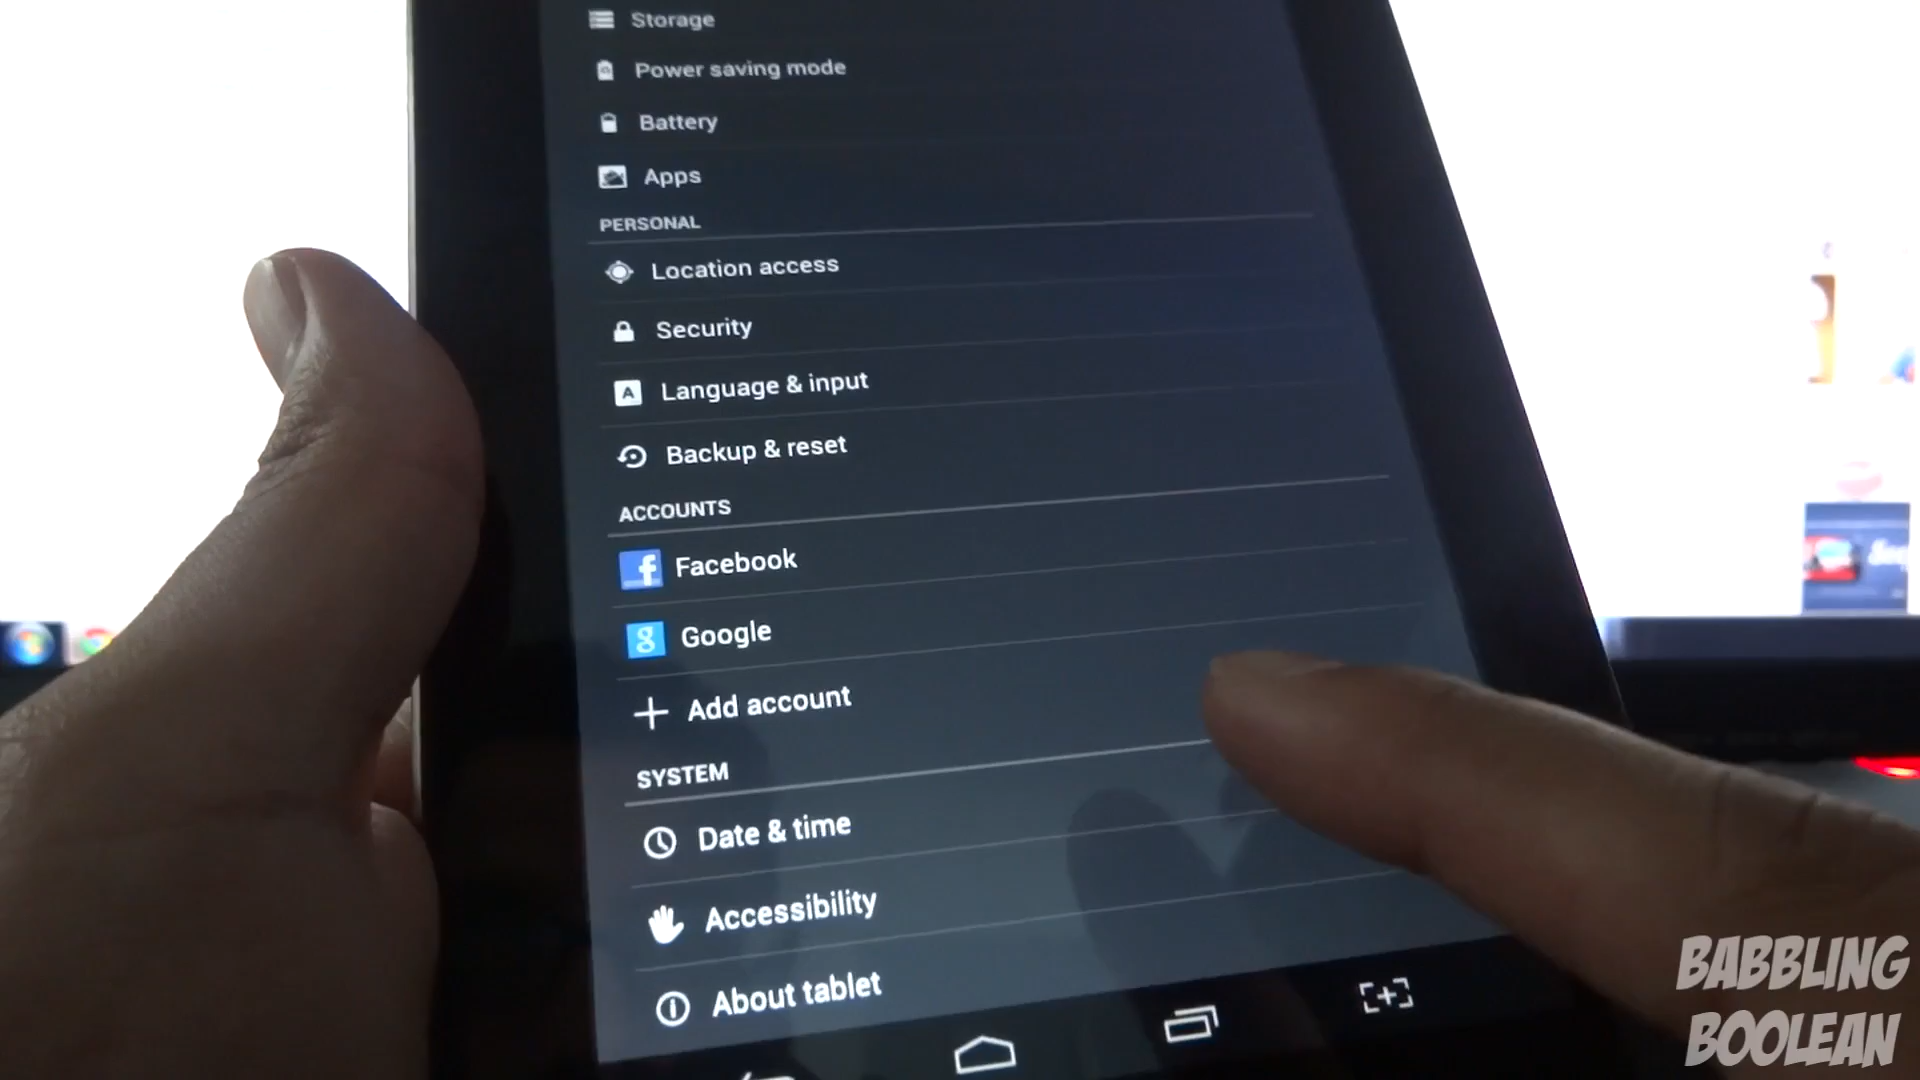 Storage
Power saving mode
Battery
Apps
PERSONAL
Location access
Security
A Language & input
Backup & reset
ACCOUNTS
f Facebook
g Google
Add account
SYSTEM
Date & time
Accessibility
About tablet
BABBLING
BOOLEAN